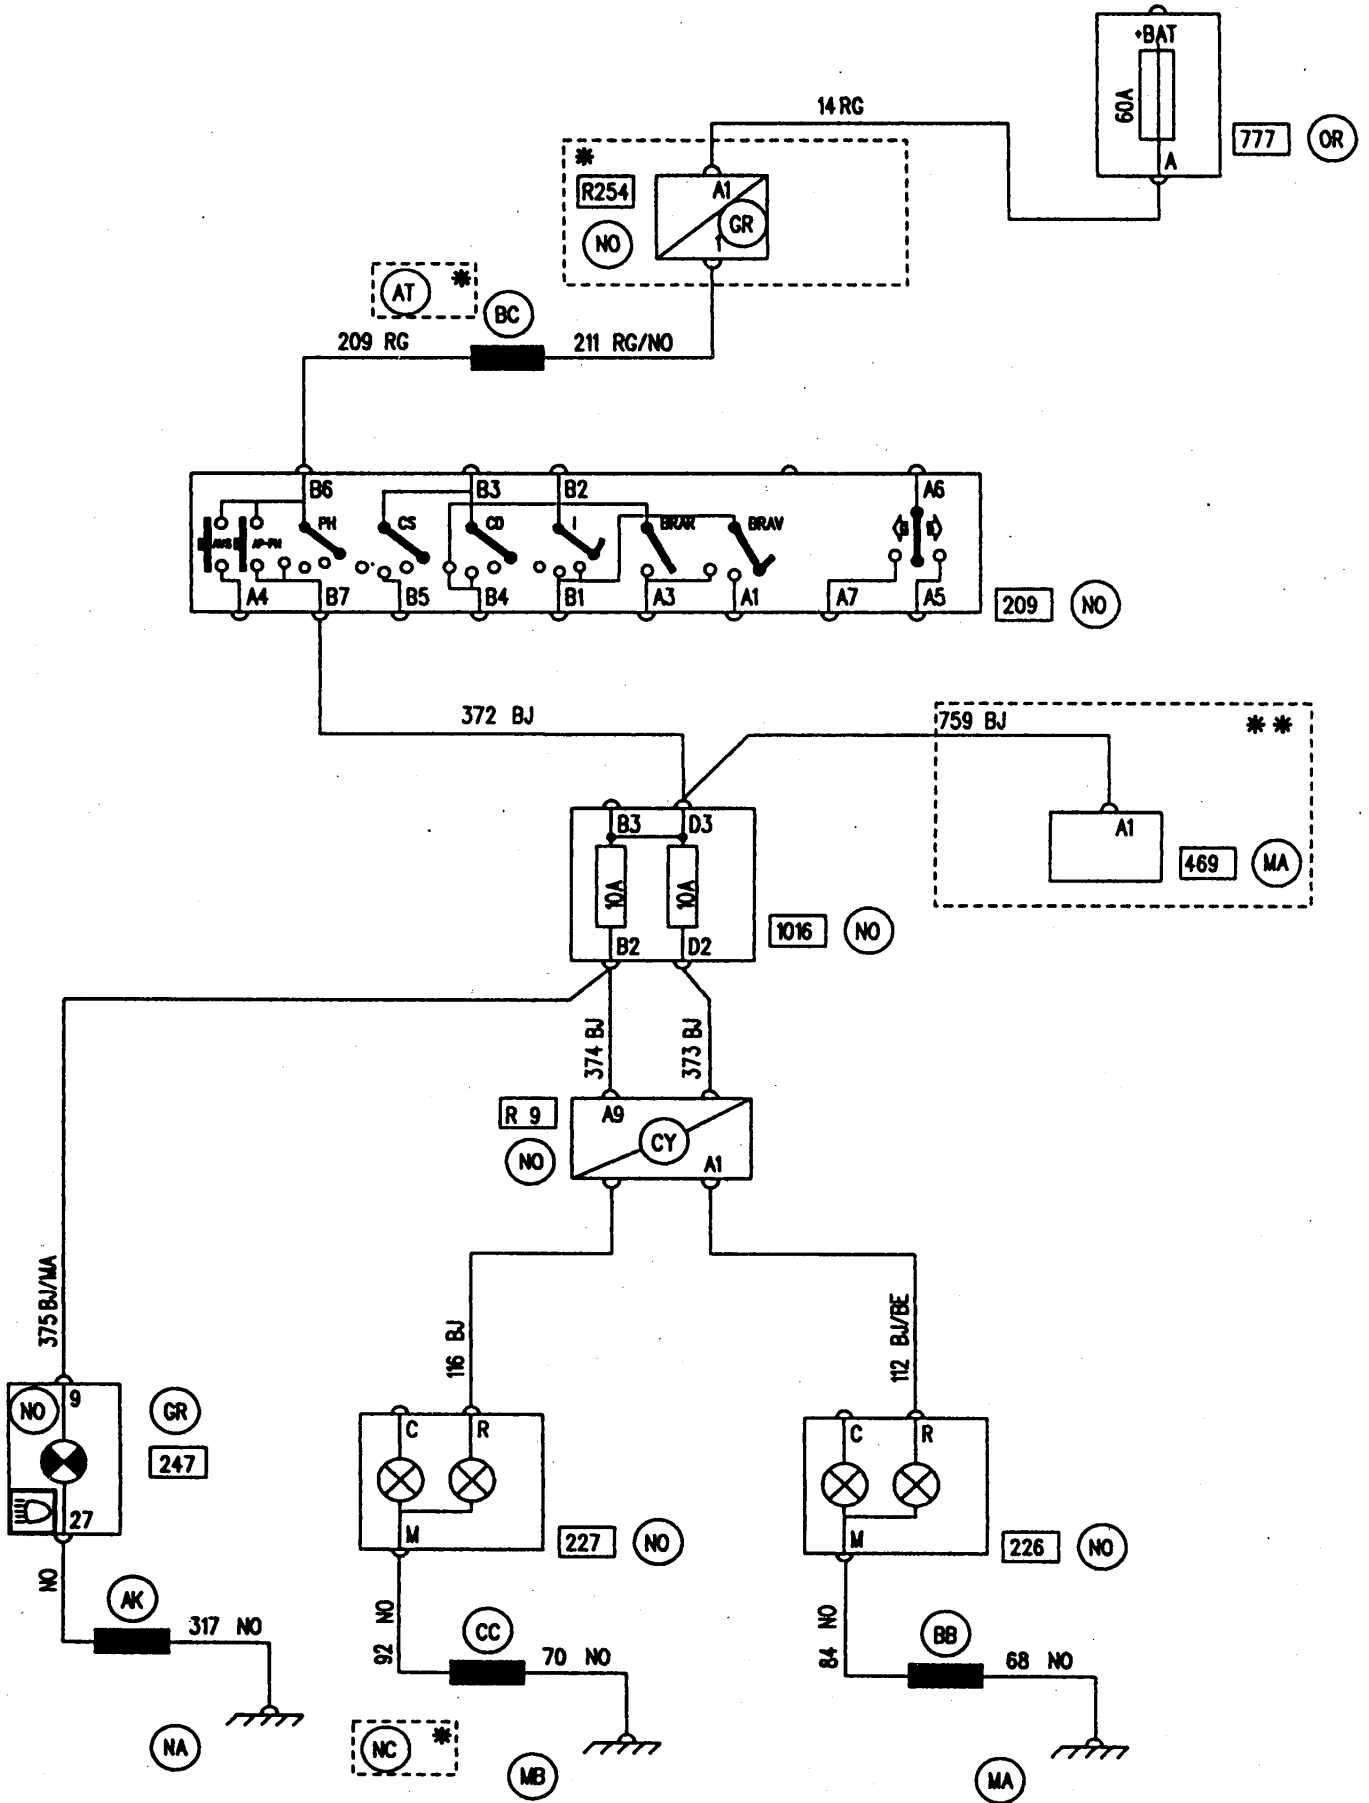 +BAT
60A
A
777 OR
14 RG
*
R254
NO
A1
GR
1
AT *
BC
209 RG
211 RG/NO
B6 B3 B2 A6
AVS AP-PH PH CS CD I BRAR BRAV
A4 B7 B5 B4 B1 A3 A1 A7 A5
209 NO
372 BJ
759 BJ
* *
A1
469 MA
B3 D3
10A 10A
B2 D2
1016 NO
374 BJ
373 BJ
R 9
NO
A9
CY
A1
375 BJ/MA
116 BJ
112 BJ/BE
NO 9
GR
247
27
C R
M
227 NO
C R
M
226 NO
NO
AK
317 NO
92 NO
CC
70 NO
84 NO
BB
68 NO
NA
NC *
MB
MA